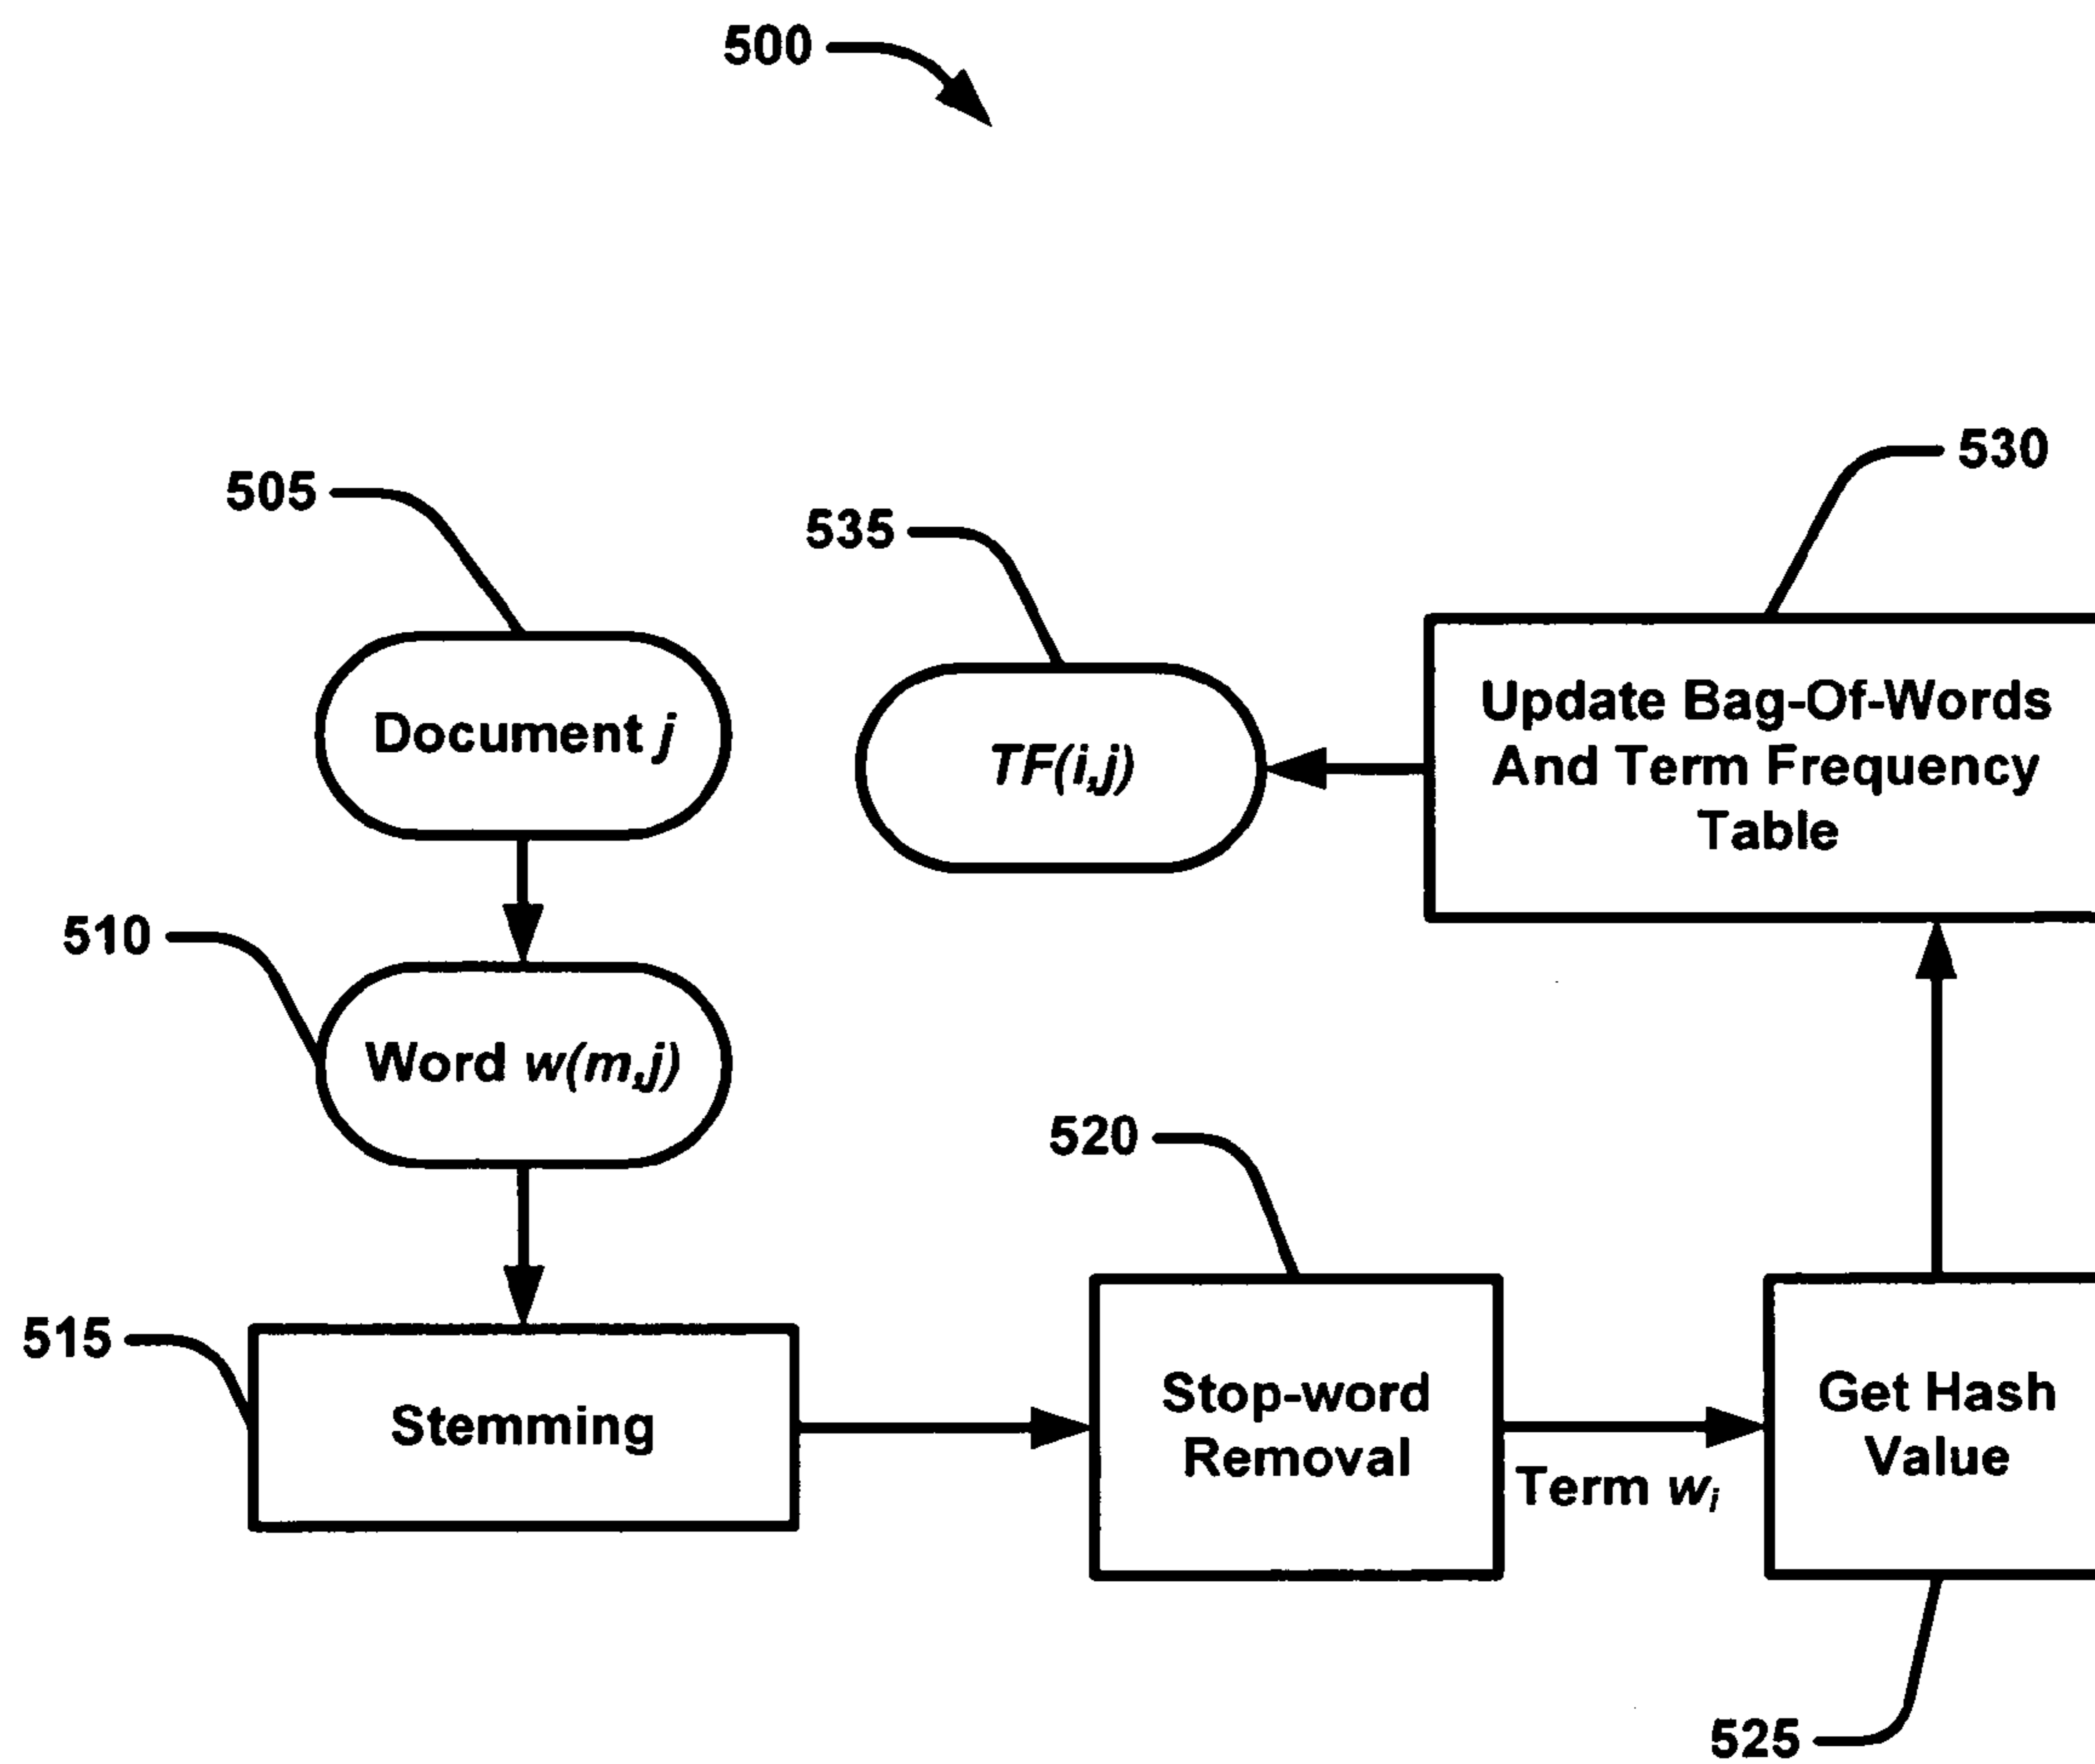 500
505
535
530
Document j
TF(i,j)
Update Bag-Of-Words
And Term Frequency
Table
510
Word w(m,j)
520
515
Stemming
Stop-word
Removal
Term wᵢ
Get Hash
Value
525